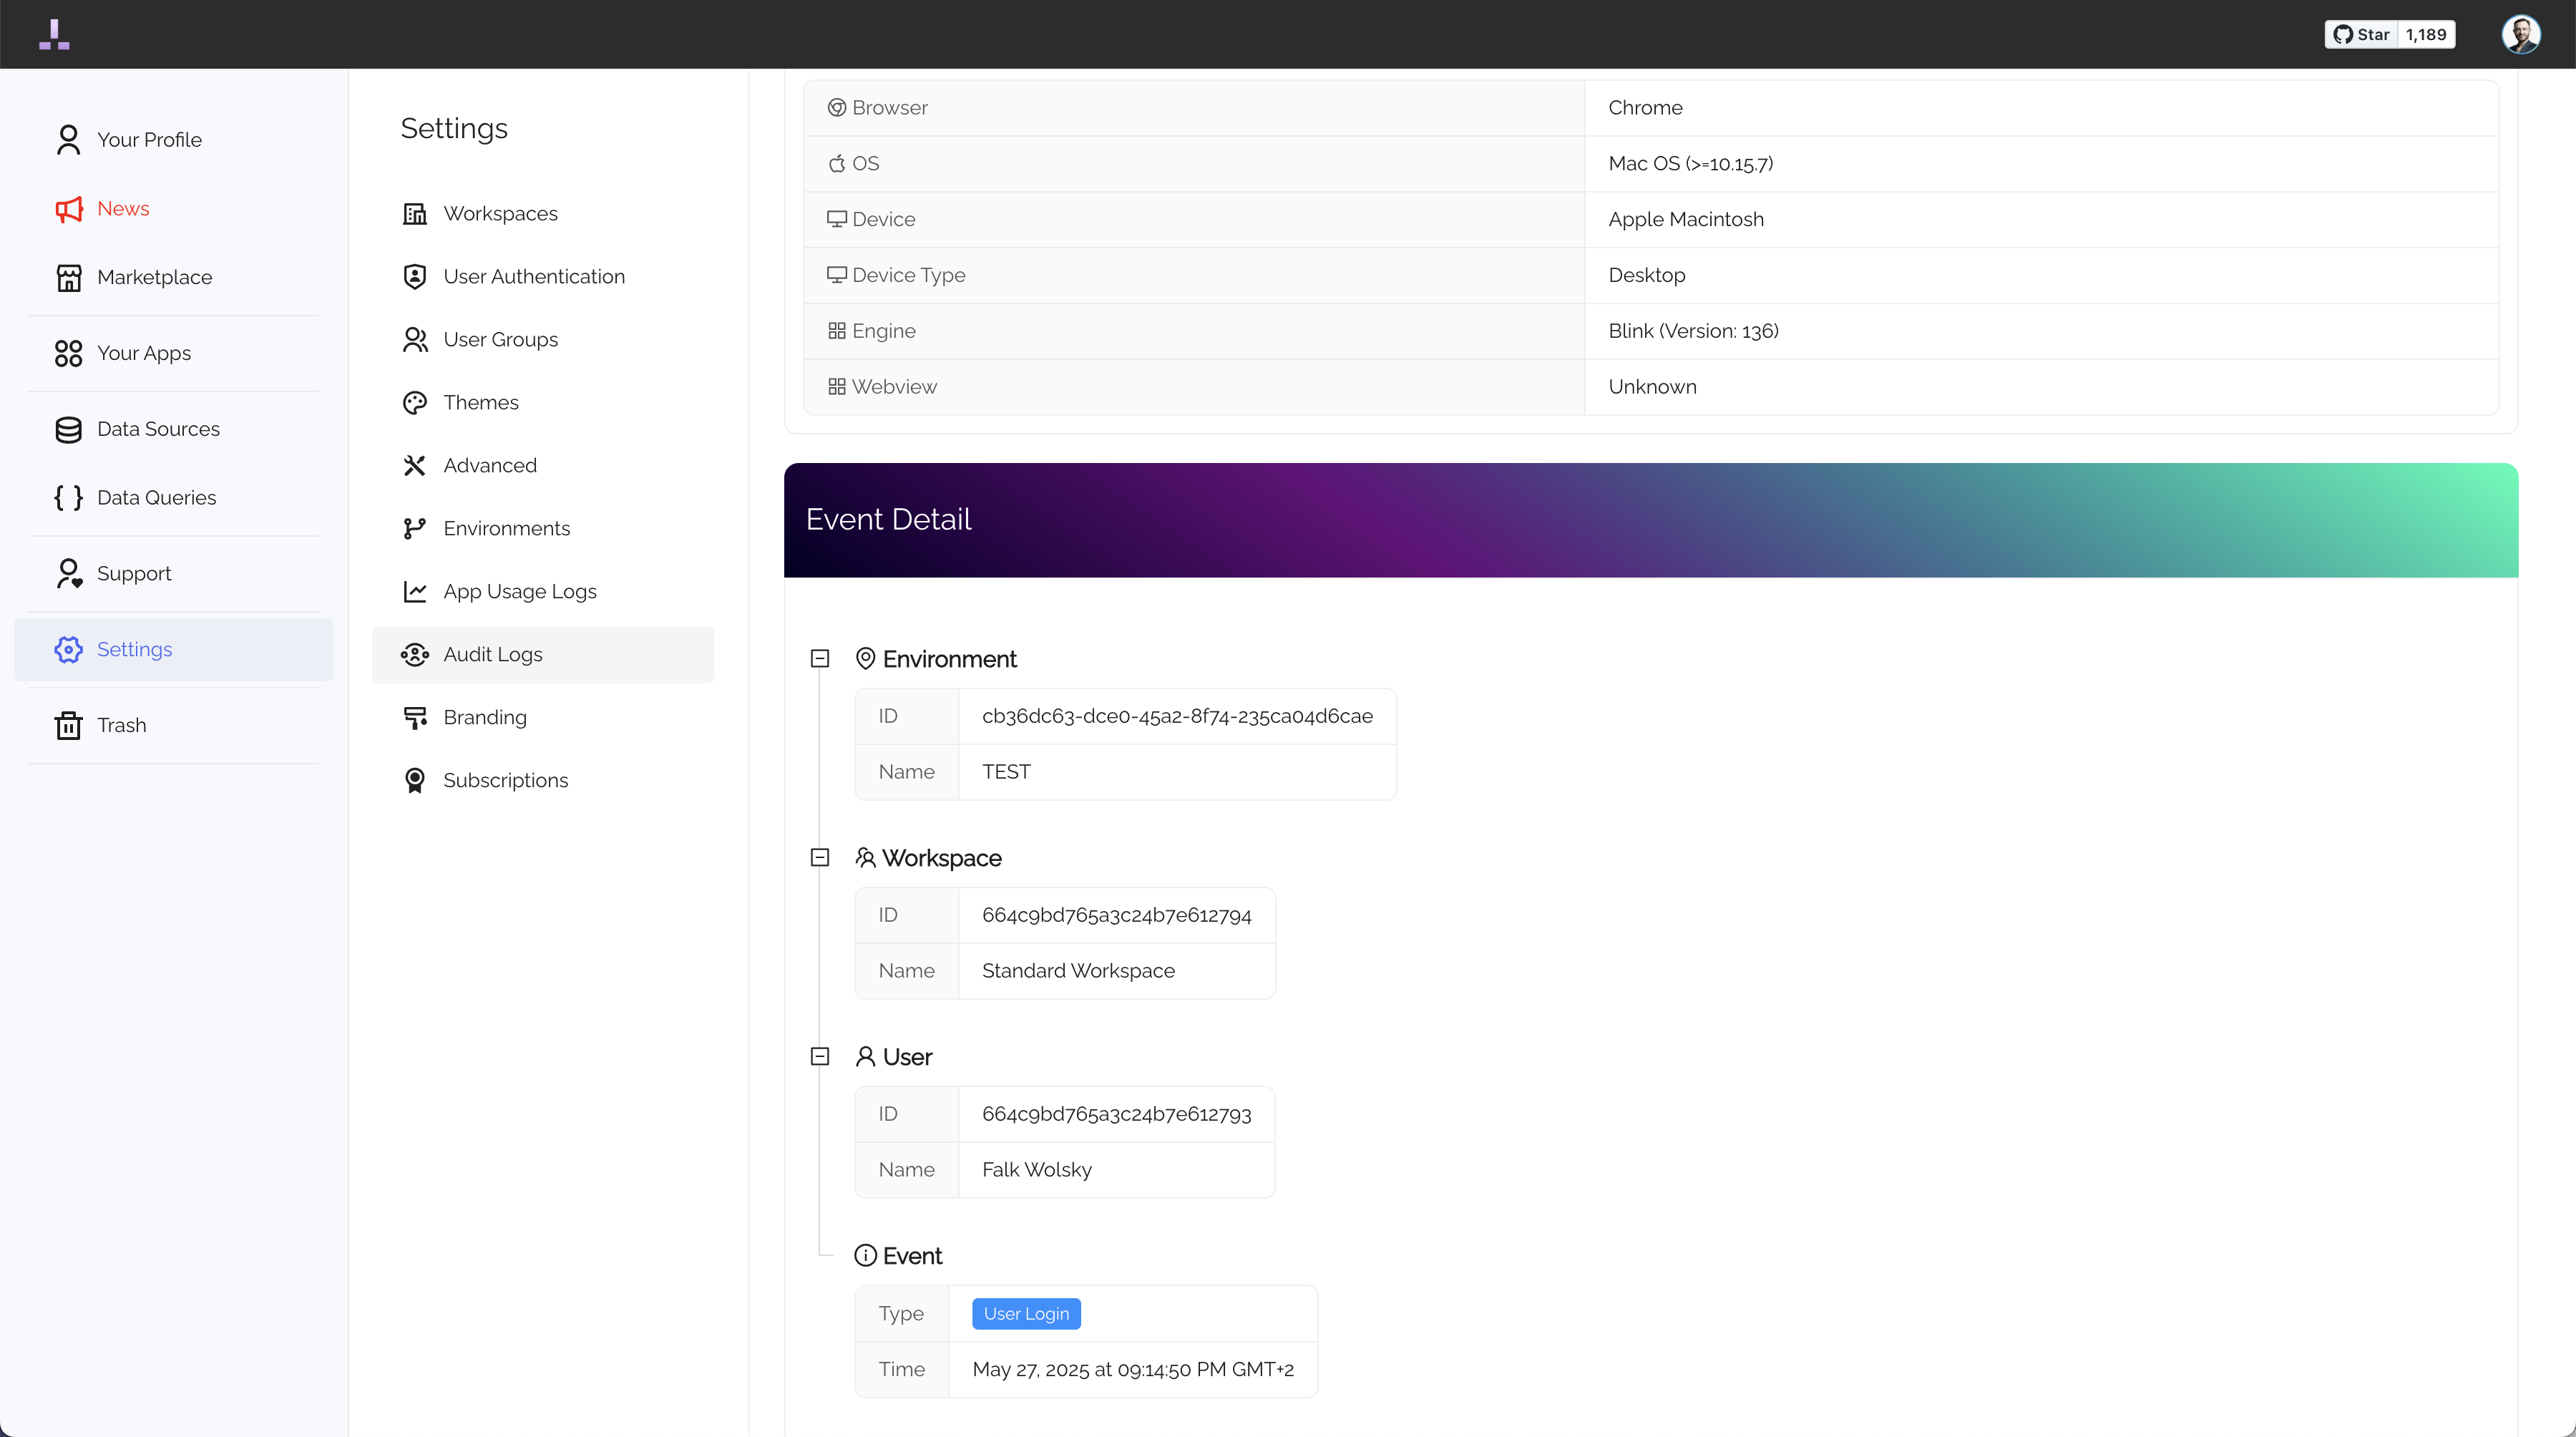 Star 1,189
Your Profile
News
Marketplace
Your Apps
Data Sources
Data Queries
Support
Settings
Trash
Settings
Workspaces
User Authentication
User Groups
Themes
Advanced
Environments
App Usage Logs
Audit Logs
Branding
Subscriptions
Browser Chrome
OS Mac OS (>=10.15.7)
Device Apple Macintosh
Device Type Desktop
Engine Blink (Version: 136)
Webview Unknown
Event Detail
Environment
ID cb36dc63-dce0-45a2-8f74-235ca04d6cae
Name TEST
Workspace
ID 664c9bd765a3c24b7e612794
Name Standard Workspace
User
ID 664c9bd765a3c24b7e612793
Name Falk Wolsky
Event
Type User Login
Time May 27, 2025 at 09:14:50 PM GMT+2